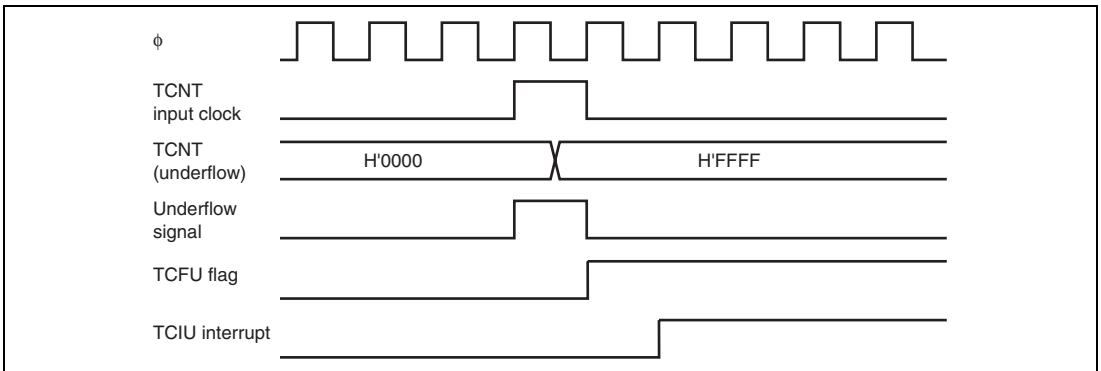 φ
TCNT
input clock
TCNT
(underflow)
H'0000
H'FFFF
Underflow
signal
TCFU flag
TCIU interrupt